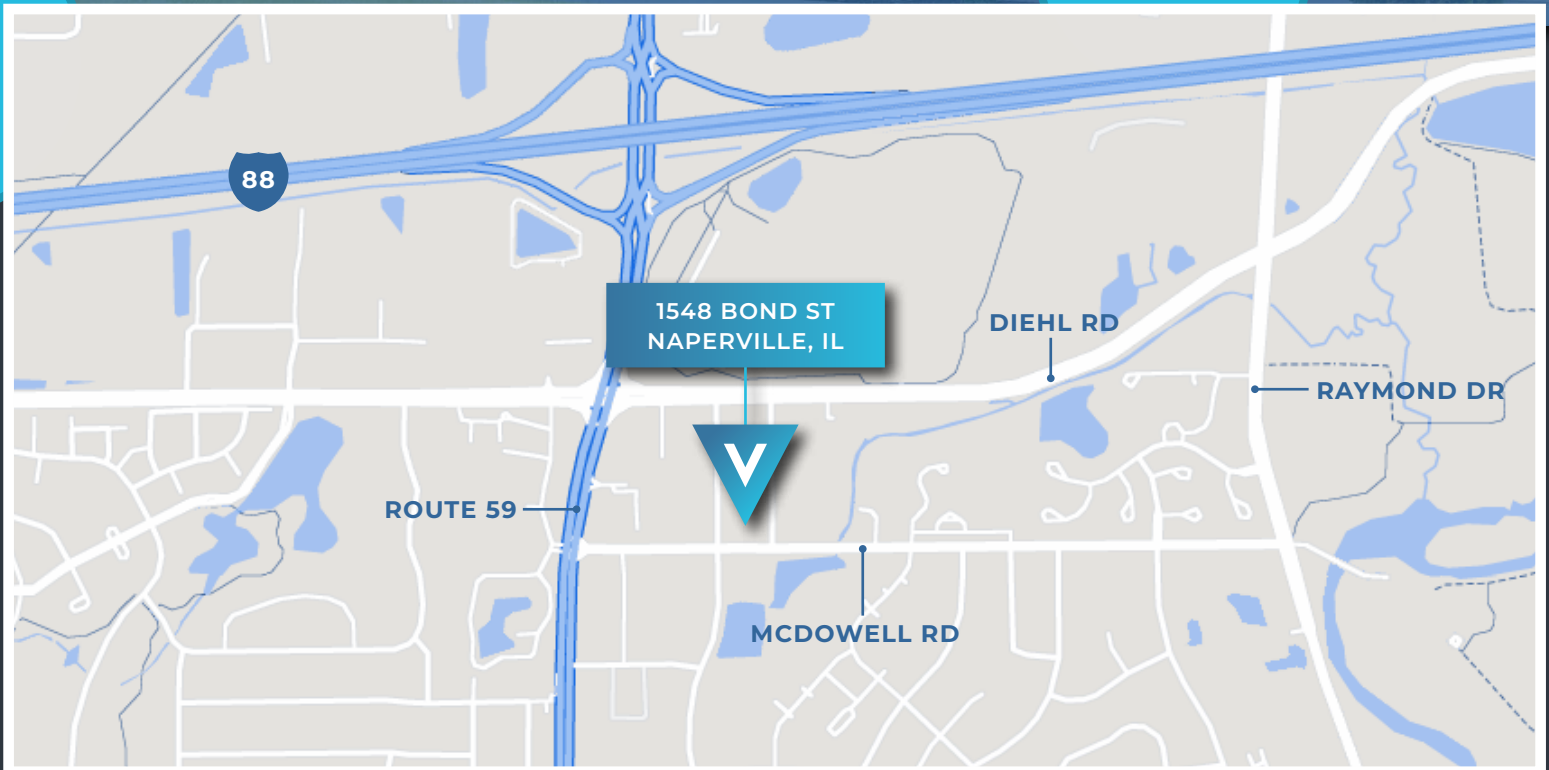 88
1548 BOND ST
NAPERVILLE, IL
DIEHL RD
RAYMOND DR
V
ROUTE 59
MCDOWELL RD